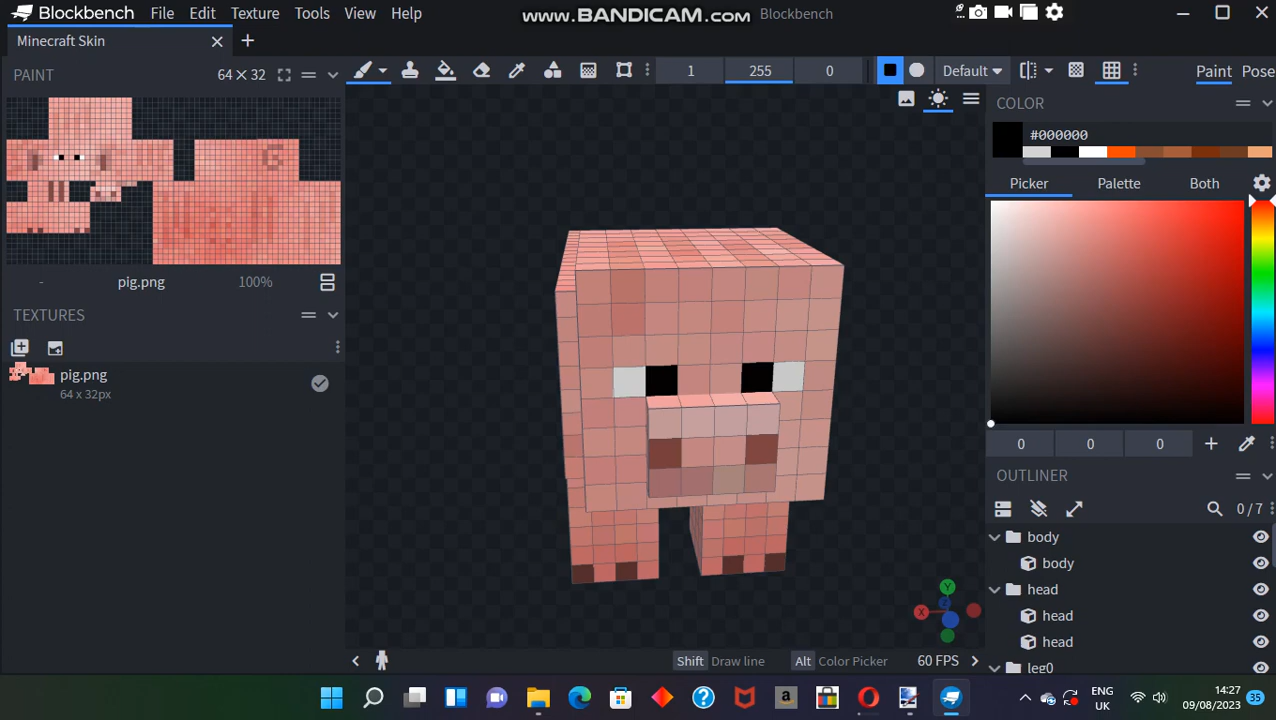 www.BANDICAM.com
Blockbench File Edit Texture Tools View Help Blockbench
Minecraft Skin
PAINT 64 × 32
1 255 0 Default Paint Pose
COLOR
#000000
Picker Palette Both
- pig.png 100%
TEXTURES
pig.png
64 x 32px
0 0 0
OUTLINER
0/7
body
body
head
head
head
leg0
X Y Z
Shift Draw line Alt Color Picker 60 FPS
a
ENG
UK
14:27
09/08/2023
35